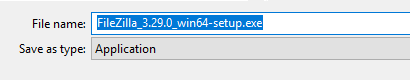 File name: FileZilla_3.29.0_win64-setup.exe
Save as type: Application